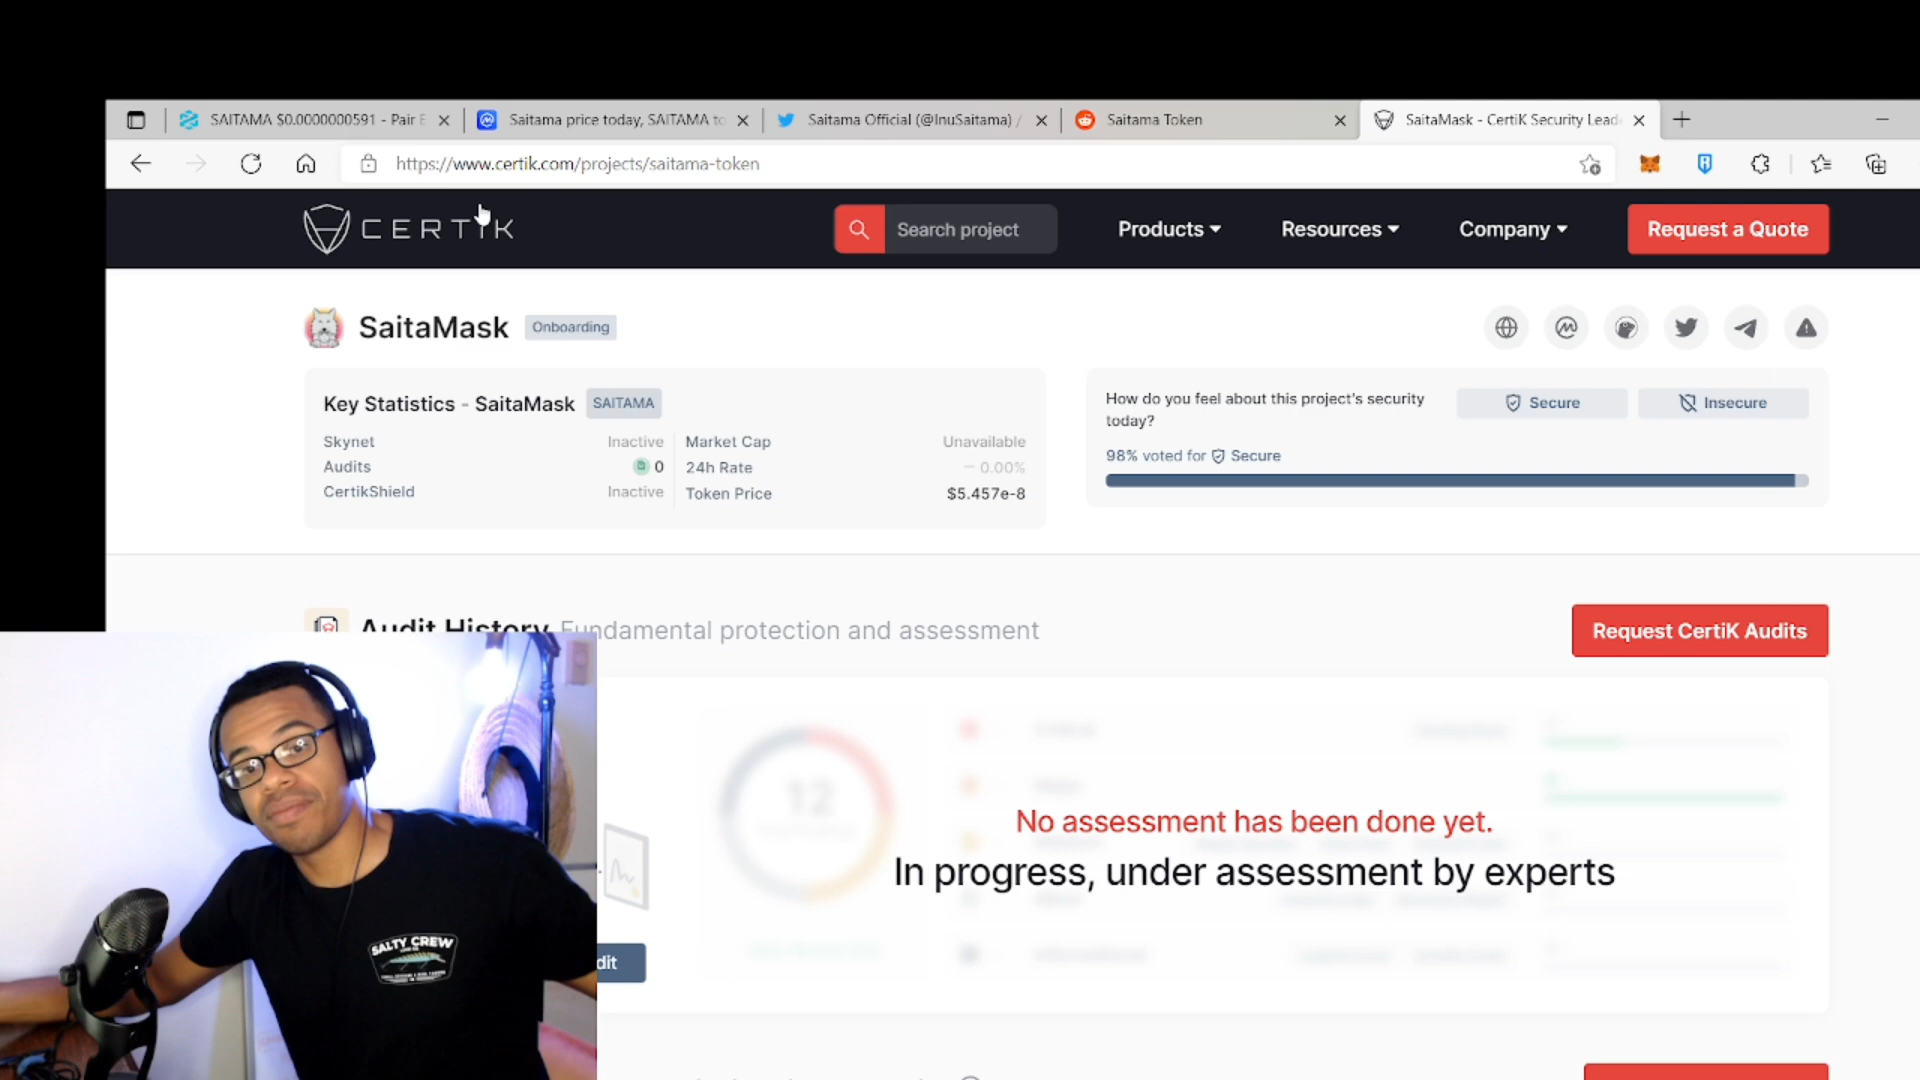 SAITAMA $0.0000000591 - Pair E
Saitama price today, SAITAMA to
Saitama Official (@InuSaitama) /
Saitama Token
SaitaMask - CertiK Security Lead
https://www.certik.com/projects/saitama-token
CERTIK
Search project
Products
Resources
Company
Request a Quote
SaitaMask
Onboarding
Key Statistics - SaitaMask SAITAMA
Skynet Inactive
Audits 0
CertikShield Inactive
Market Cap Unavailable
24h Rate – 0.00%
Token Price $5.457e-8
How do you feel about this project's security
today?
Secure
Insecure
98% voted for Secure
Audit History Fundamental protection and assessment
Request CertiK Audits
12
No assessment has been done yet.
In progress, under assessment by experts
dit
SALTY CREW